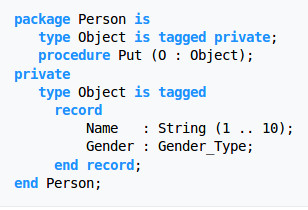 package Person is
   type Object is tagged private;
   procedure Put (O : Object);
private
   type Object is tagged
     record
         Name   : String (1 .. 10);
         Gender : Gender_Type;
     end record;
end Person;